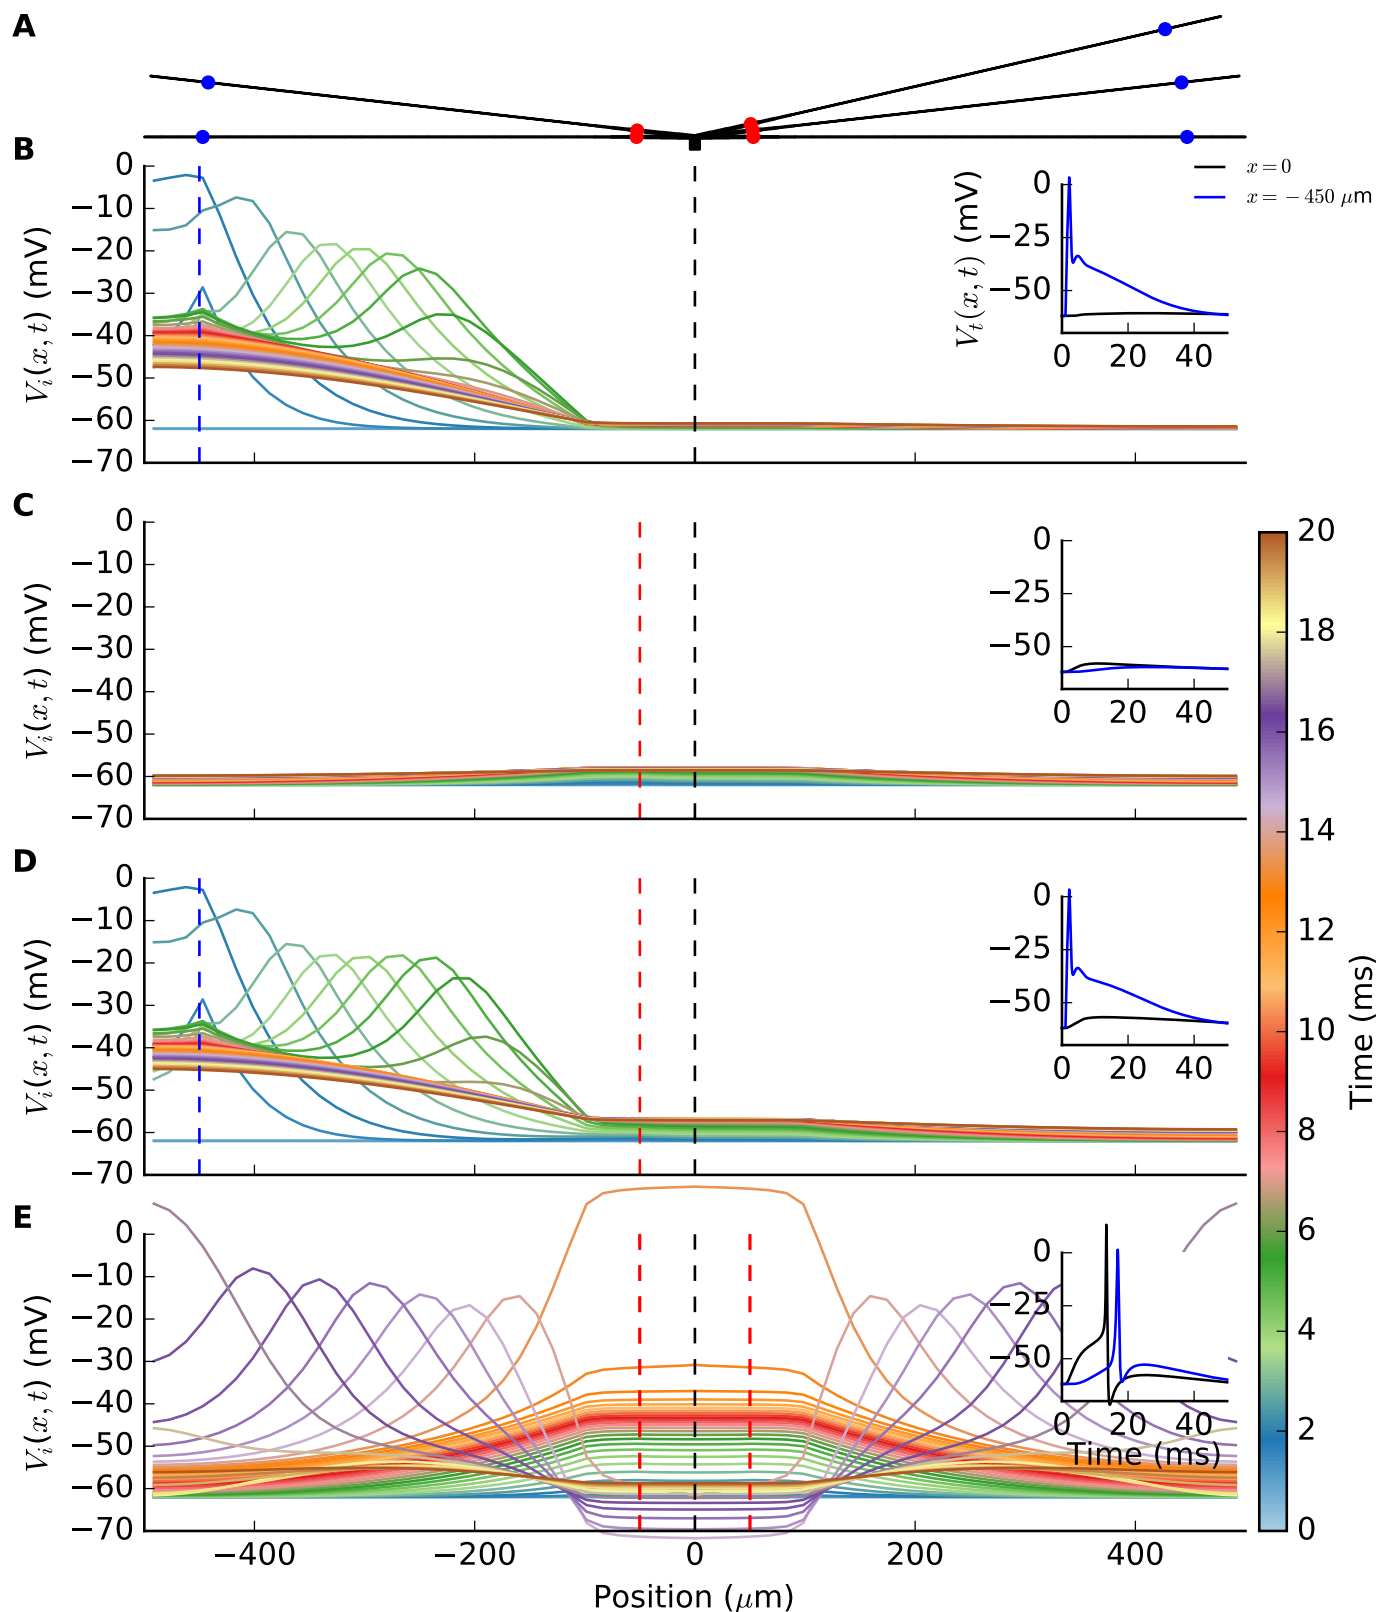 A
B
0
−10
−20
−30
−40
−50
−60
−70
V_i(x, t) (mV)
V_t(x, t) (mV)
0
−25
−50
0 20 40
x = 0
x = −450 μm
C
0
−10
−20
−30
−40
−50
−60
−70
V_i(x, t) (mV)
0
−25
−50
0 20 40
D
0
−10
−20
−30
−40
−50
−60
−70
V_i(x, t) (mV)
0
−25
−50
0 20 40
E
0
−10
−20
−30
−40
−50
−60
−70
V_i(x, t) (mV)
0
−25
−50
0 20 40
Time (ms)
−400 −200 0 200 400
Position (μm)
20
18
16
14
12
10
8
6
4
2
0
Time (ms)